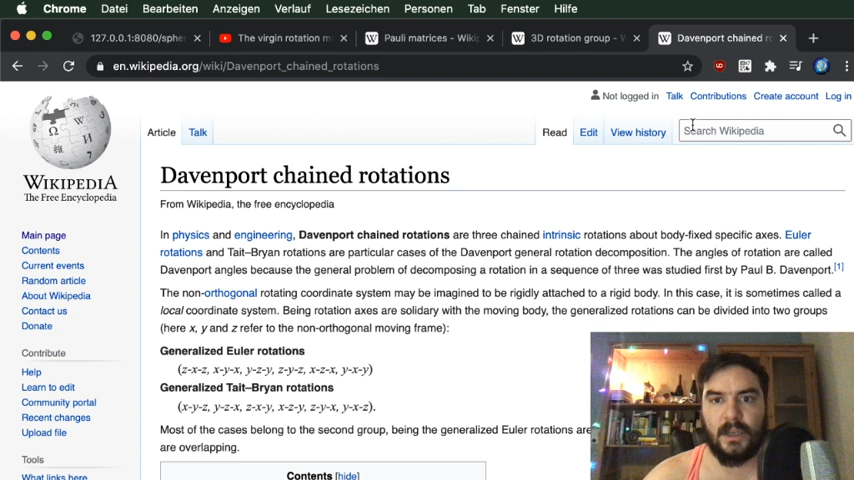 Chrome Datei Bearbeiten Anzeigen Verlauf Lesezeichen Personen Tab Fenster Hilfe
127.0.0.1:8080/sphe The virgin rotation m Pauli matrices - Wiki 3D rotation group - W Davenport chained ro
en.wikipedia.org/wiki/Davenport_chained_rotations
Not logged in Talk Contributions Create account Log in
Article Talk Read Edit View history Search Wikipedia
WIKIPEDIA
The Free Encyclopedia
Main page
Contents
Current events
Random article
About Wikipedia
Contact us
Donate
Contribute
Help
Learn to edit
Community portal
Recent changes
Upload file
Tools
What links here
Davenport chained rotations
From Wikipedia, the free encyclopedia
In physics and engineering, Davenport chained rotations are three chained intrinsic rotations about body-fixed specific axes. Euler
rotations and Tait–Bryan rotations are particular cases of the Davenport general rotation decomposition. The angles of rotation are called
Davenport angles because the general problem of decomposing a rotation in a sequence of three was studied first by Paul B. Davenport.[1]
The non-orthogonal rotating coordinate system may be imagined to be rigidly attached to a rigid body. In this case, it is sometimes called a
local coordinate system. Being rotation axes are solidary with the moving body, the generalized rotations can be divided into two groups
(here x, y and z refer to the non-orthogonal moving frame):
Generalized Euler rotations
(z-x-z, x-y-x, y-z-y, z-y-z, x-z-x, y-x-y)
Generalized Tait–Bryan rotations
(x-y-z, y-z-x, z-x-y, x-z-y, z-y-x, y-x-z).
Most of the cases belong to the second group, being the generalized Euler rotations are
are overlapping.
Contents [hide]